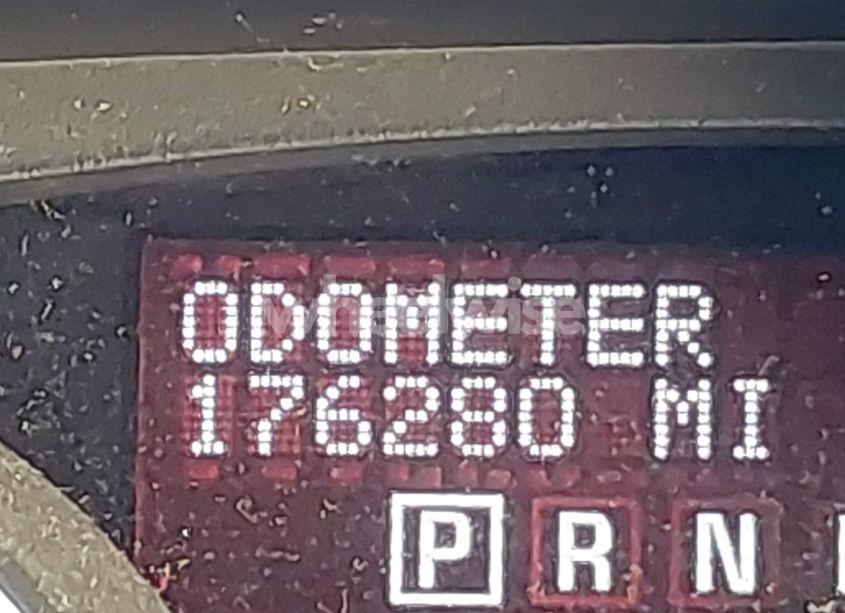 ODOMETER
176280 MI
P R N